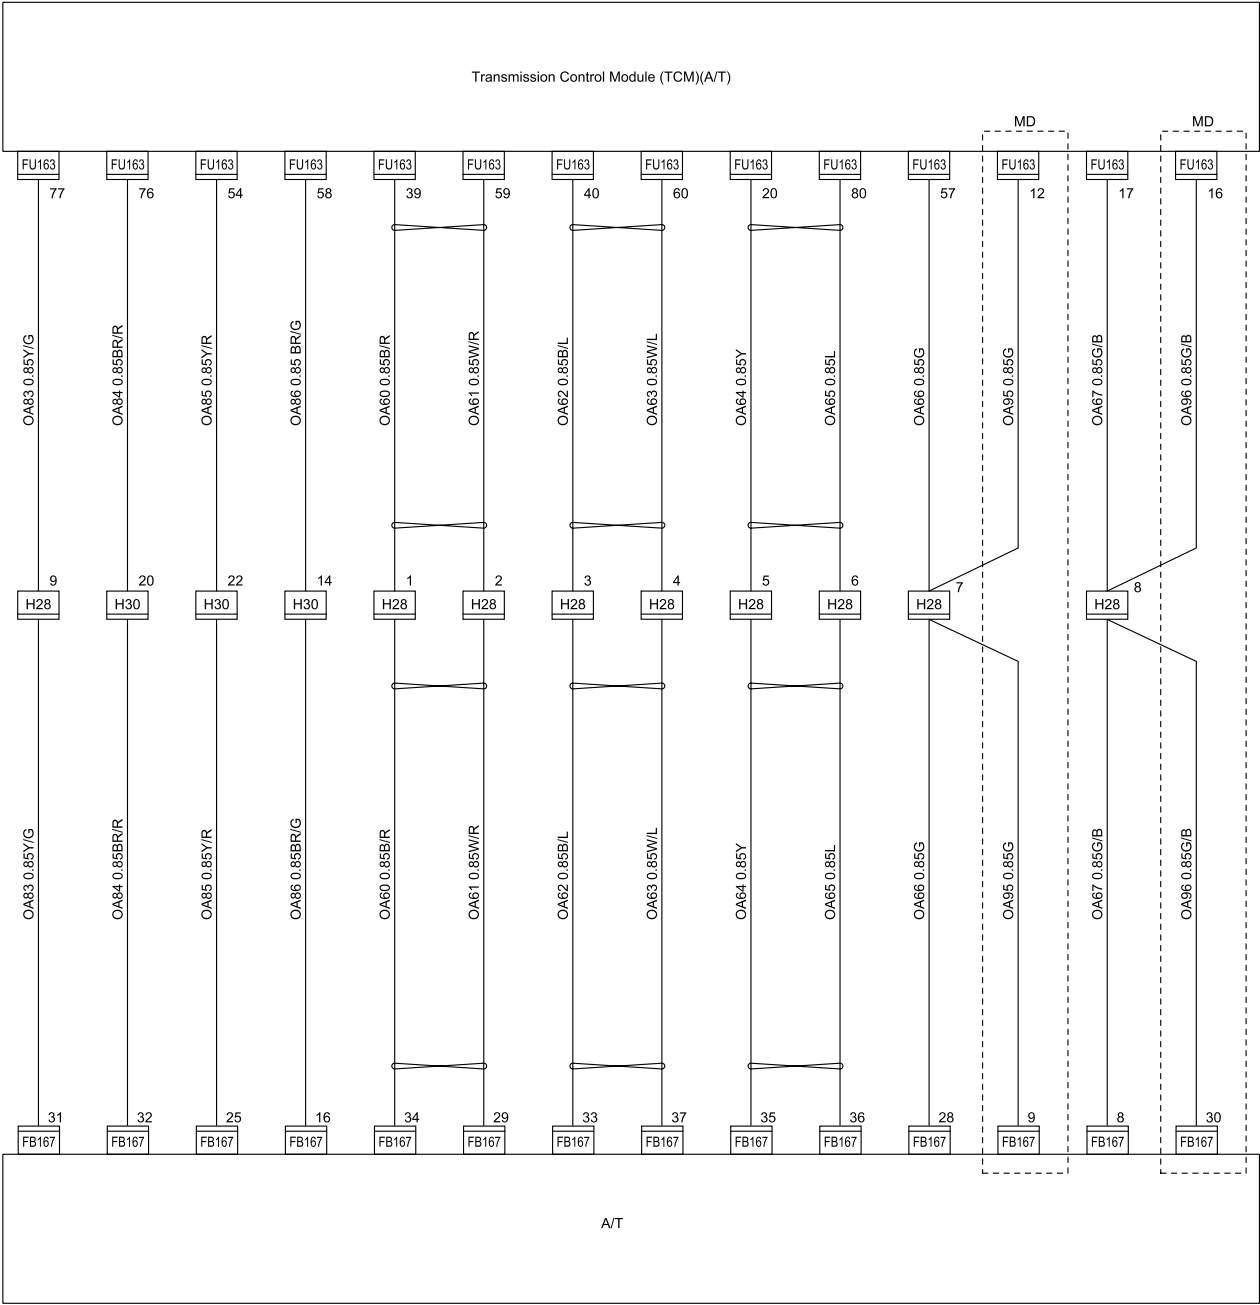 Transmission Control Module (TCM)(A/T)
MD MD
FU163 FU163 FU163 FU163 FU163 FU163 FU163 FU163 FU163 FU163 FU163 FU163 FU163 FU163
77 76 54 58 39 59 40 60 20 80 57 12 17 16
OA83 0.85Y/G
OA84 0.85BR/R
OA85 0.85Y/R
OA86 0.85 BR/G
OA60 0.85B/R
OA61 0.85W/R
OA62 0.85B/L
OA63 0.85W/L
OA64 0.85Y
OA65 0.85L
OA66 0.85G
OA95 0.85G
OA67 0.85G/B
OA96 0.85G/B
9 20 22 14 1 2 3 4 5 6 7 8
H28 H30 H30 H30 H28 H28 H28 H28 H28 H28 H28 H28
OA83 0.85Y/G
OA84 0.85BR/R
OA85 0.85Y/R
OA86 0.85BR/G
OA60 0.85B/R
OA61 0.85W/R
OA62 0.85B/L
OA63 0.85W/L
OA64 0.85Y
OA65 0.85L
OA66 0.85G
OA95 0.85G
OA67 0.85G/B
OA96 0.85G/B
31 32 25 16 34 29 33 37 35 36 28 9 8 30
FB167 FB167 FB167 FB167 FB167 FB167 FB167 FB167 FB167 FB167 FB167 FB167 FB167 FB167
A/T